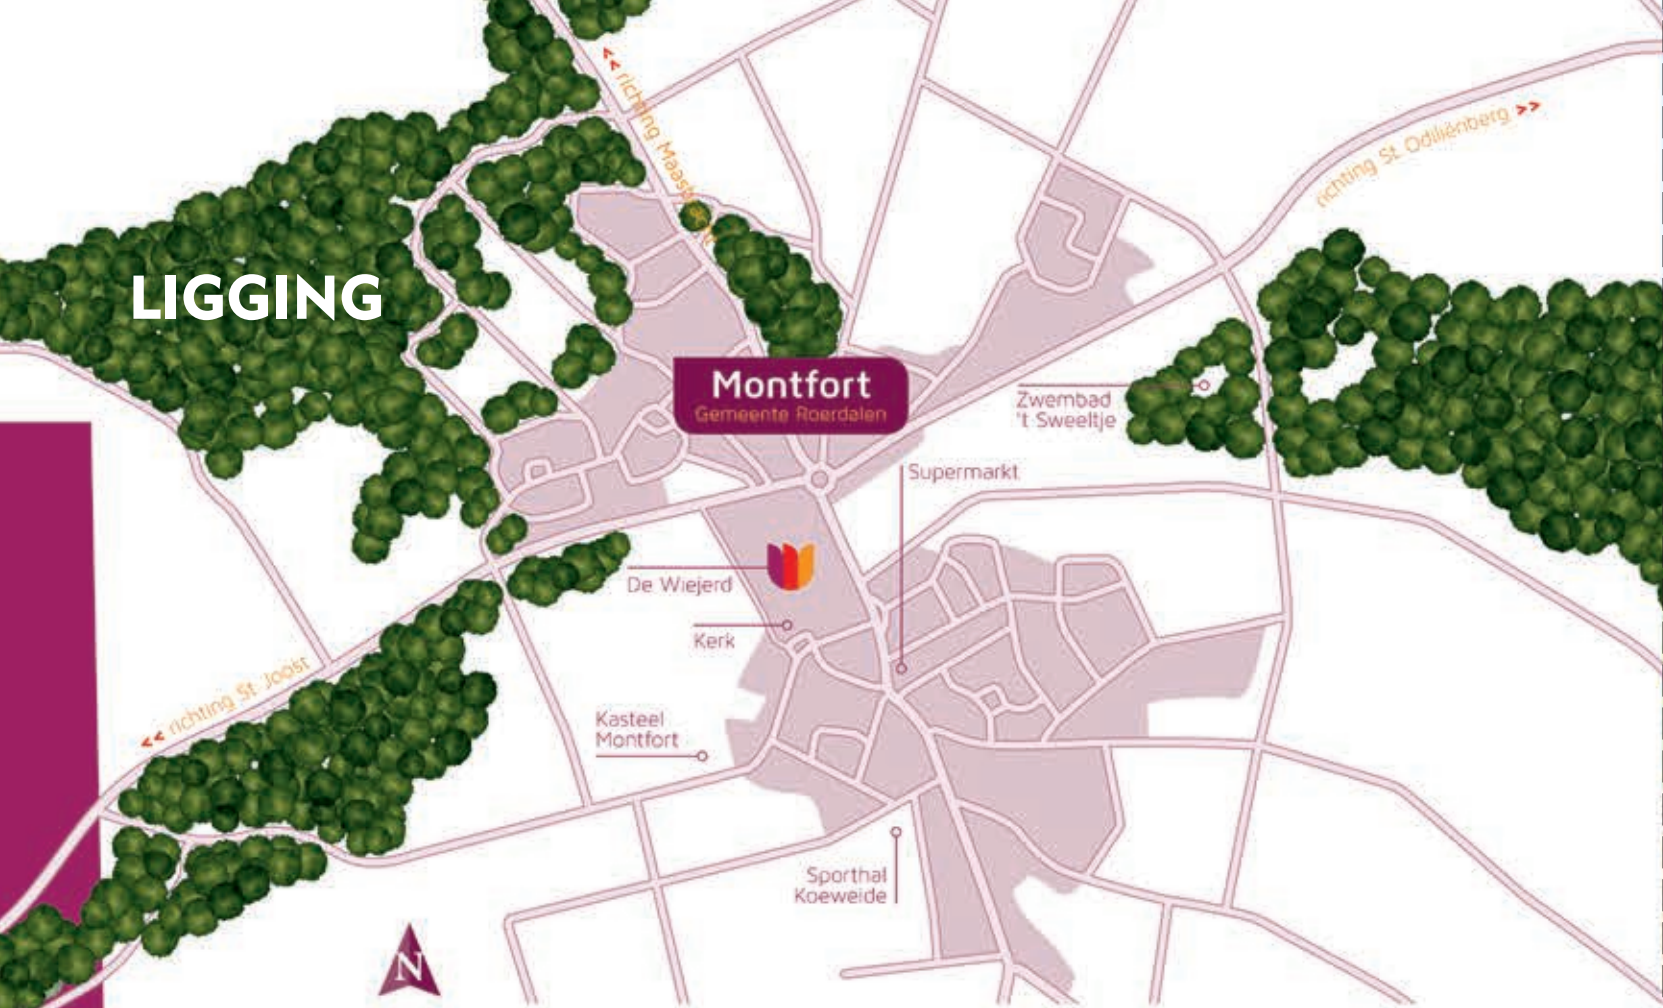 << richting Maastricht
richting St. Odiliënberg >>
LIGGING
Montfort
Gemeente Roerdalen
Zwembad
't Sweeltje
Supermarkt
De Wiejerd
Kerk
<< richting St. Joost
Kasteel
Montfort
Sporthal
Koeweide
N